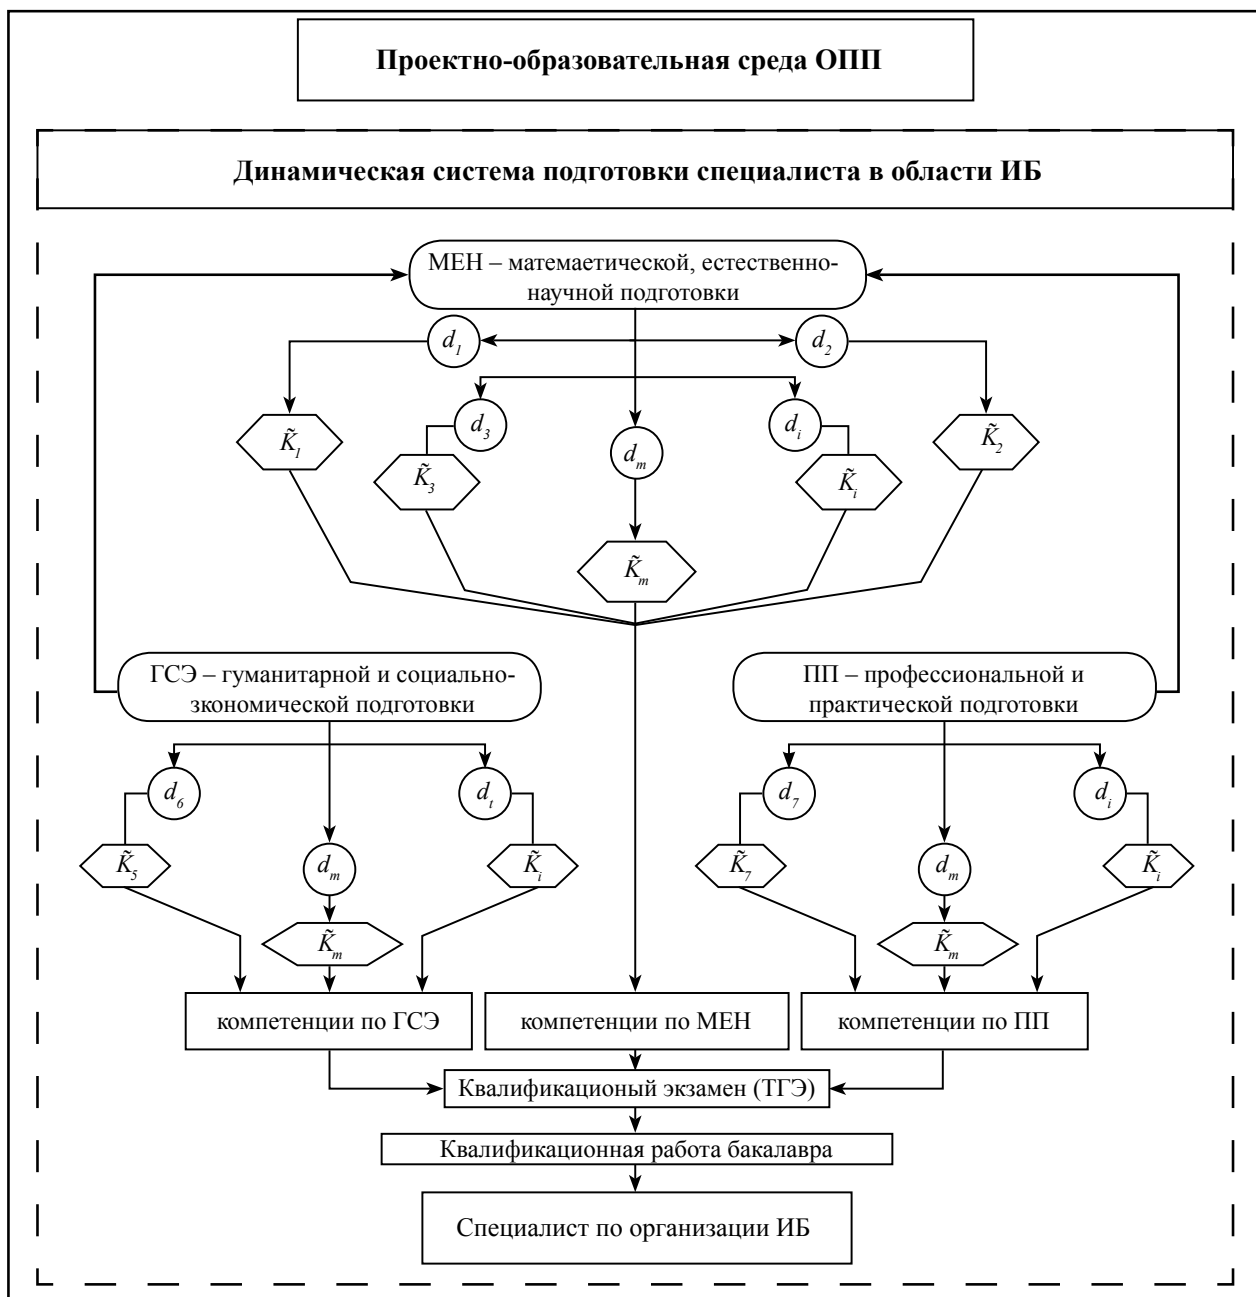 Проектно-образовательная среда ОПП
Динамическая система подготовки специалиста в области ИБ
МЕН – матемаетической, естественно-
научной подготовки
d₁
d₂
d₃
dᵢ
dₘ
K̃₁
K̃₃
K̃ᵢ
K̃₂
K̃ₘ
ГСЭ – гуманитарной и социально-
зкономической подготовки
ПП – профессиональной и
практической подготовки
d₆
dₜ
d₇
dᵢ
K̃₅
dₘ
K̃ᵢ
K̃₇
dₘ
K̃ᵢ
K̃ₘ
K̃ₘ
компетенции по ГСЭ
компетенции по МЕН
компетенции по ПП
Квалификационый экзамен (ТГЭ)
Квалификационная работа бакалавра
Специалист по организации ИБ